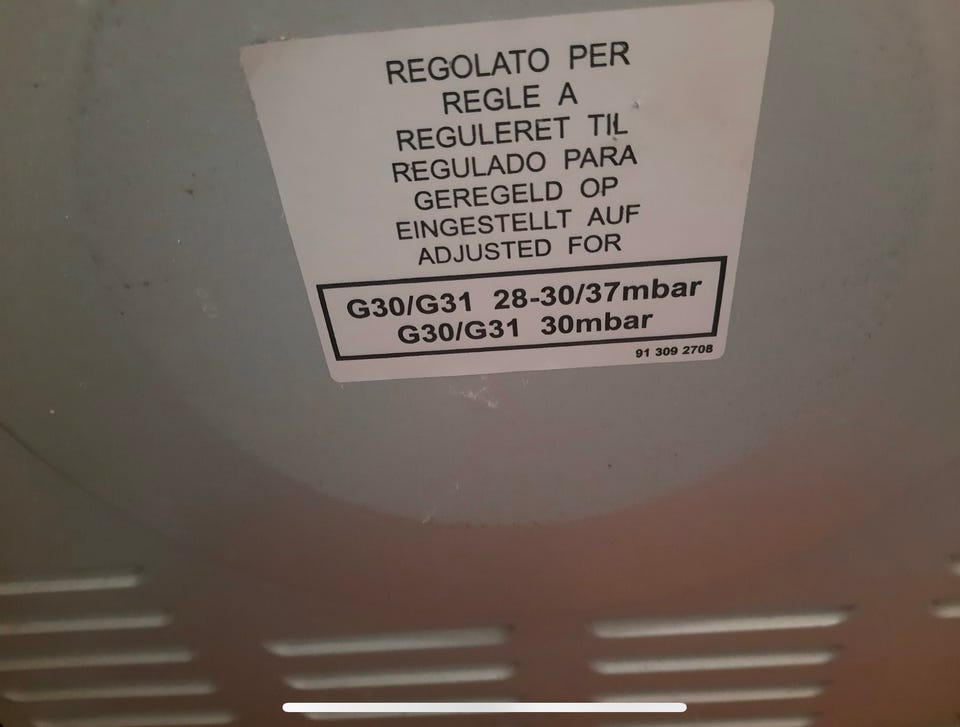 REGOLATO PER
REGLE A
REGULERET TIL
REGULADO PARA
GEREGELD OP
EINGESTELLT AUF
ADJUSTED FOR
G30/G31 28-30/37mbar
G30/G31 30mbar
91 309 2708